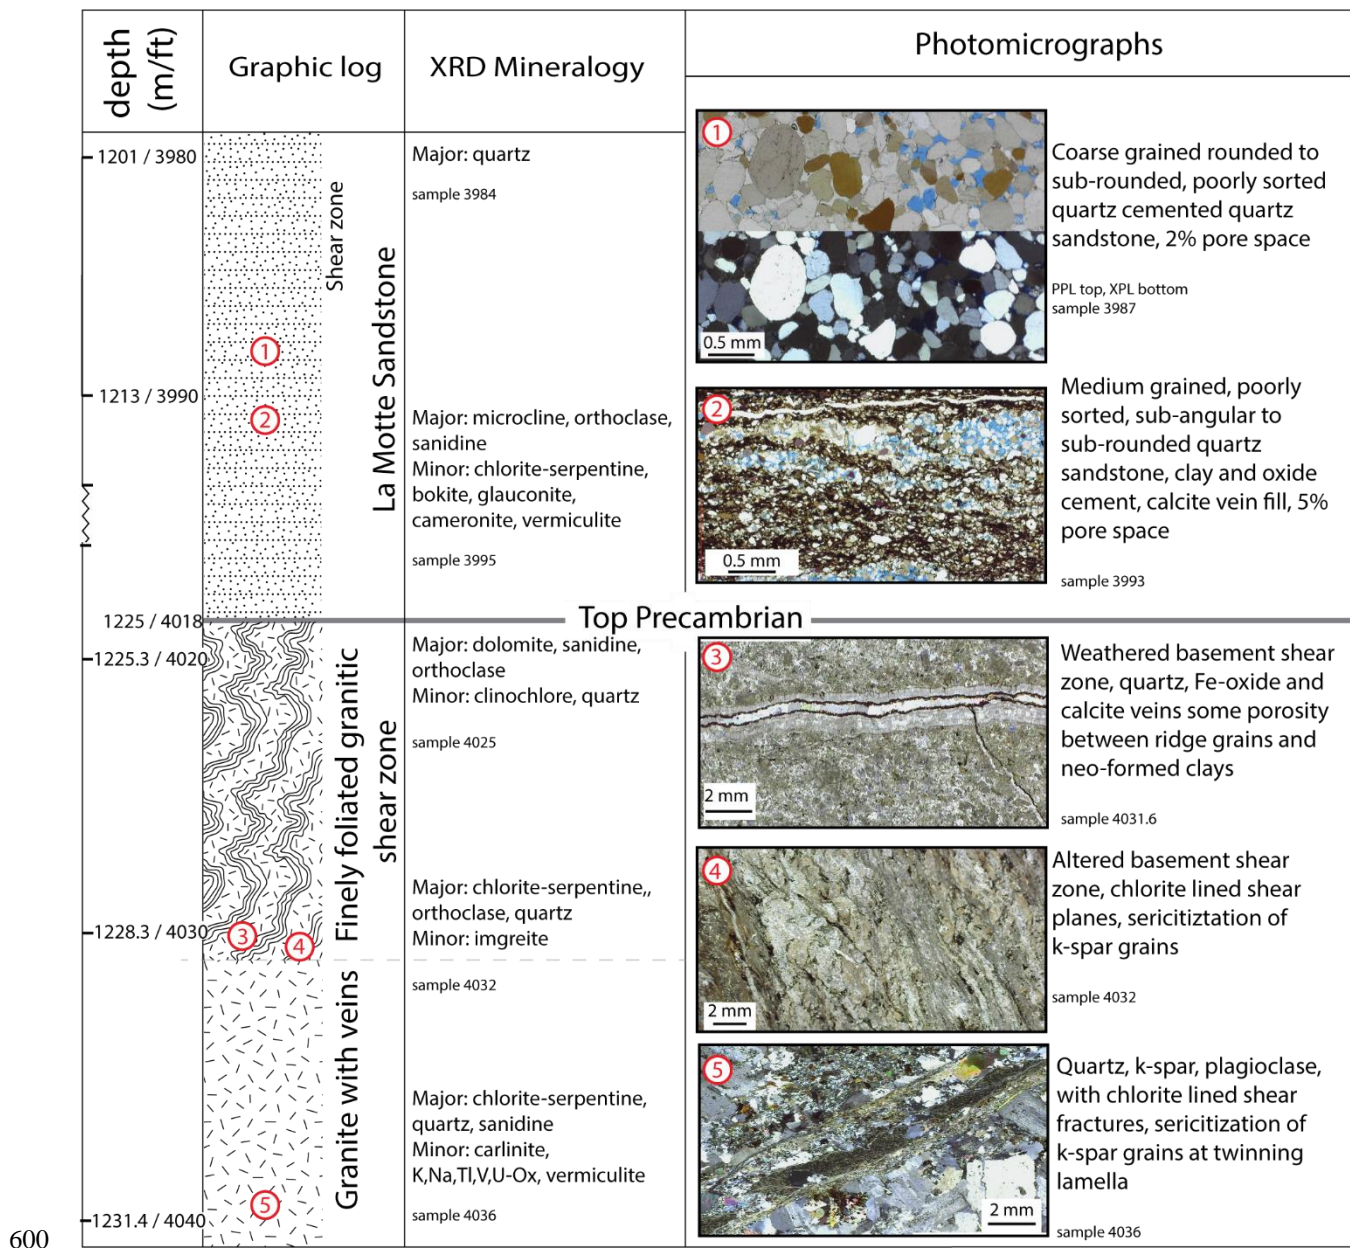 depth
(m/ft)
Graphic log
XRD Mineralogy
Photomicrographs
1201 / 3980
1213 / 3990
1225 / 4018
1225.3 / 4020
1228.3 / 4030
1231.4 / 4040
Shear zone
La Motte Sandstone
1
2
Top Precambrian
Finely foliated granitic
shear zone
3
4
Granite with veins
5
Major: quartz
sample 3984
Major: microcline, orthoclase,
sanidine
Minor: chlorite-serpentine,
bokite, glauconite,
cameronite, vermiculite
sample 3995
Major: dolomite, sanidine,
orthoclase
Minor: clinochlore, quartz
sample 4025
Major: chlorite-serpentine,,
orthoclase, quartz
Minor: imgreite
sample 4032
Major: chlorite-serpentine,
quartz, sanidine
Minor: carlinite,
K,Na,Tl,V,U-Ox, vermiculite
sample 4036
1
0.5 mm
Coarse grained rounded to
sub-rounded, poorly sorted
quartz cemented quartz
sandstone, 2% pore space
PPL top, XPL bottom
sample 3987
2
0.5 mm
Medium grained, poorly
sorted, sub-angular to
sub-rounded quartz
sandstone, clay and oxide
cement, calcite vein fill, 5%
pore space
sample 3993
3
2 mm
Weathered basement shear
zone, quartz, Fe-oxide and
calcite veins some porosity
between ridge grains and
neo-formed clays
sample 4031.6
4
2 mm
Altered basement shear
zone, chlorite lined shear
planes, sericitiztation of
k-spar grains
sample 4032
5
2 mm
Quartz, k-spar, plagioclase,
with chlorite lined shear
fractures, sericitization of
k-spar grains at twinning
lamella
sample 4036
600